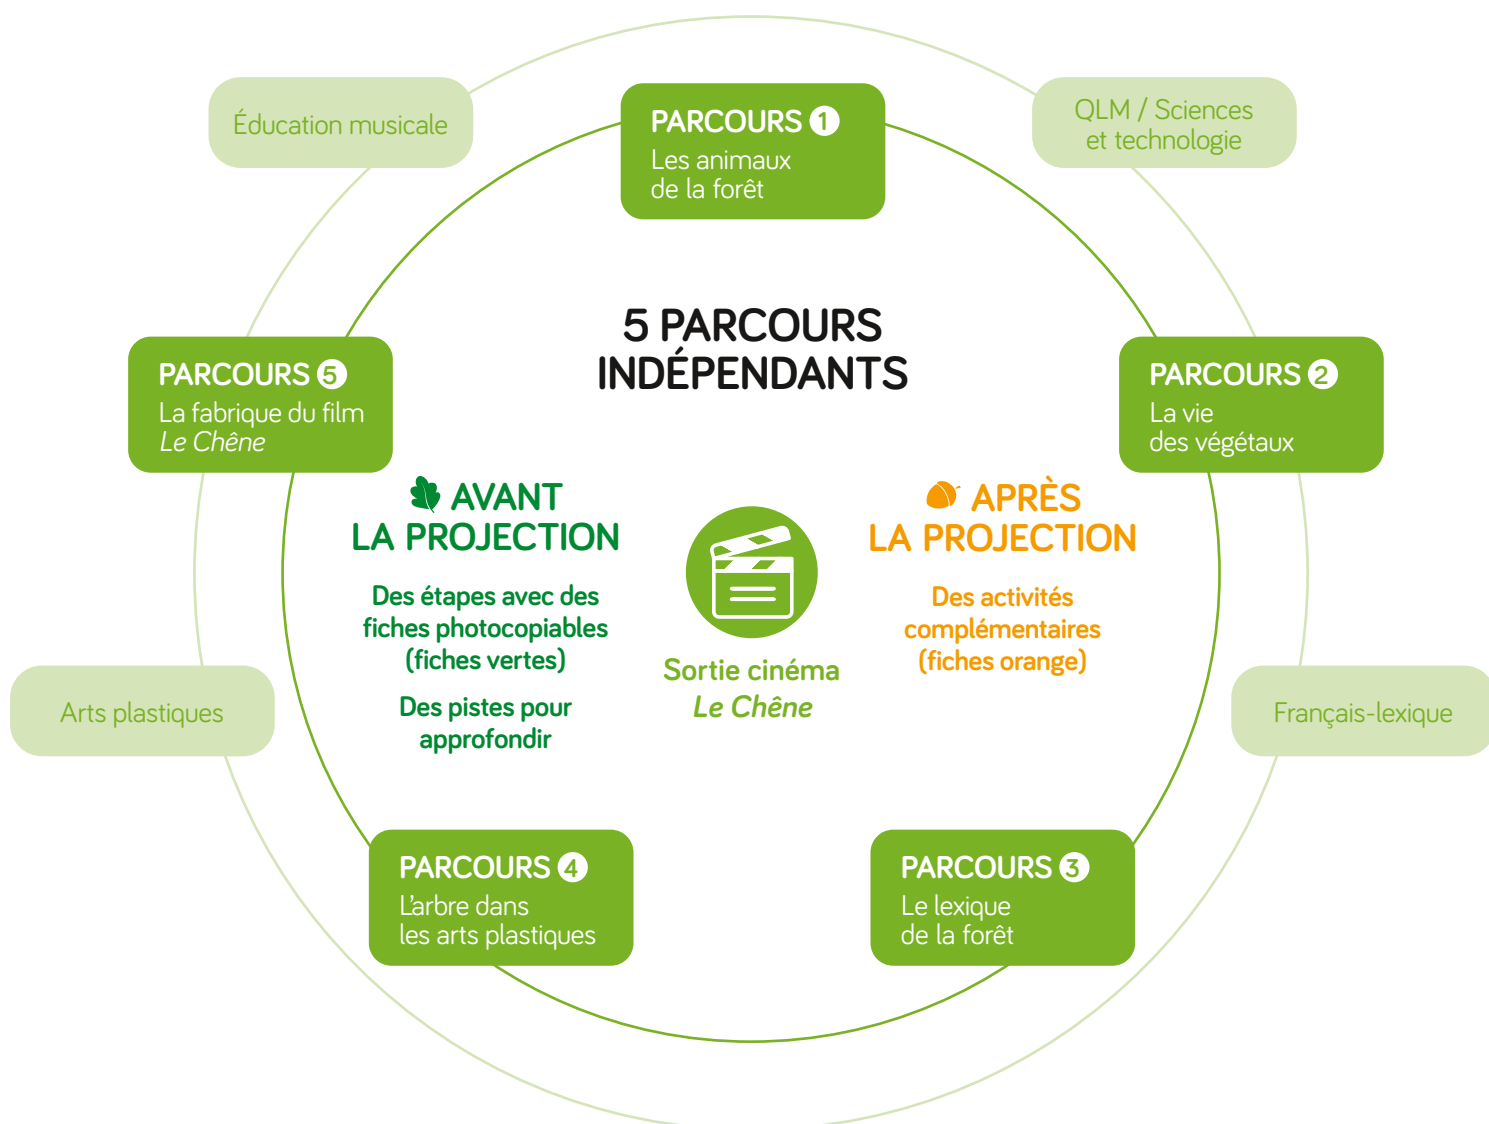 Éducation musicale
PARCOURS 1
Les animaux
de la forêt
QLM / Sciences
et technologie
5 PARCOURS
INDÉPENDANTS
PARCOURS 5
La fabrique du film
Le Chêne
PARCOURS 2
La vie
des végétaux
AVANT
LA PROJECTION
Des étapes avec des
fiches photocopiables
(fiches vertes)
Des pistes pour
approfondir
Sortie cinéma
Le Chêne
APRÈS
LA PROJECTION
Des activités
complémentaires
(fiches orange)
Arts plastiques
Français-lexique
PARCOURS 4
L'arbre dans
les arts plastiques
PARCOURS 3
Le lexique
de la forêt